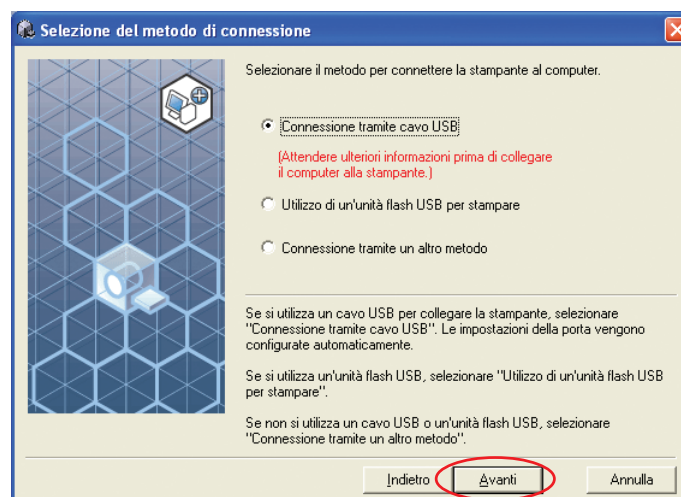 Selezione del metodo di connessione
Selezionare il metodo per connettere la stampante al computer.
Connessione tramite cavo USB
(Attendere ulteriori informazioni prima di collegare
il computer alla stampante.)
Utilizzo di un'unità flash USB per stampare
Connessione tramite un altro metodo
Se si utilizza un cavo USB per collegare la stampante, selezionare
"Connessione tramite cavo USB". Le impostazioni della porta vengono
configurate automaticamente.
Se si utilizza un'unità flash USB, selezionare "Utilizzo di un'unità flash USB
per stampare".
Se non si utilizza un cavo USB o un'unità flash USB, selezionare
"Connessione tramite un altro metodo".
Indietro Avanti Annulla